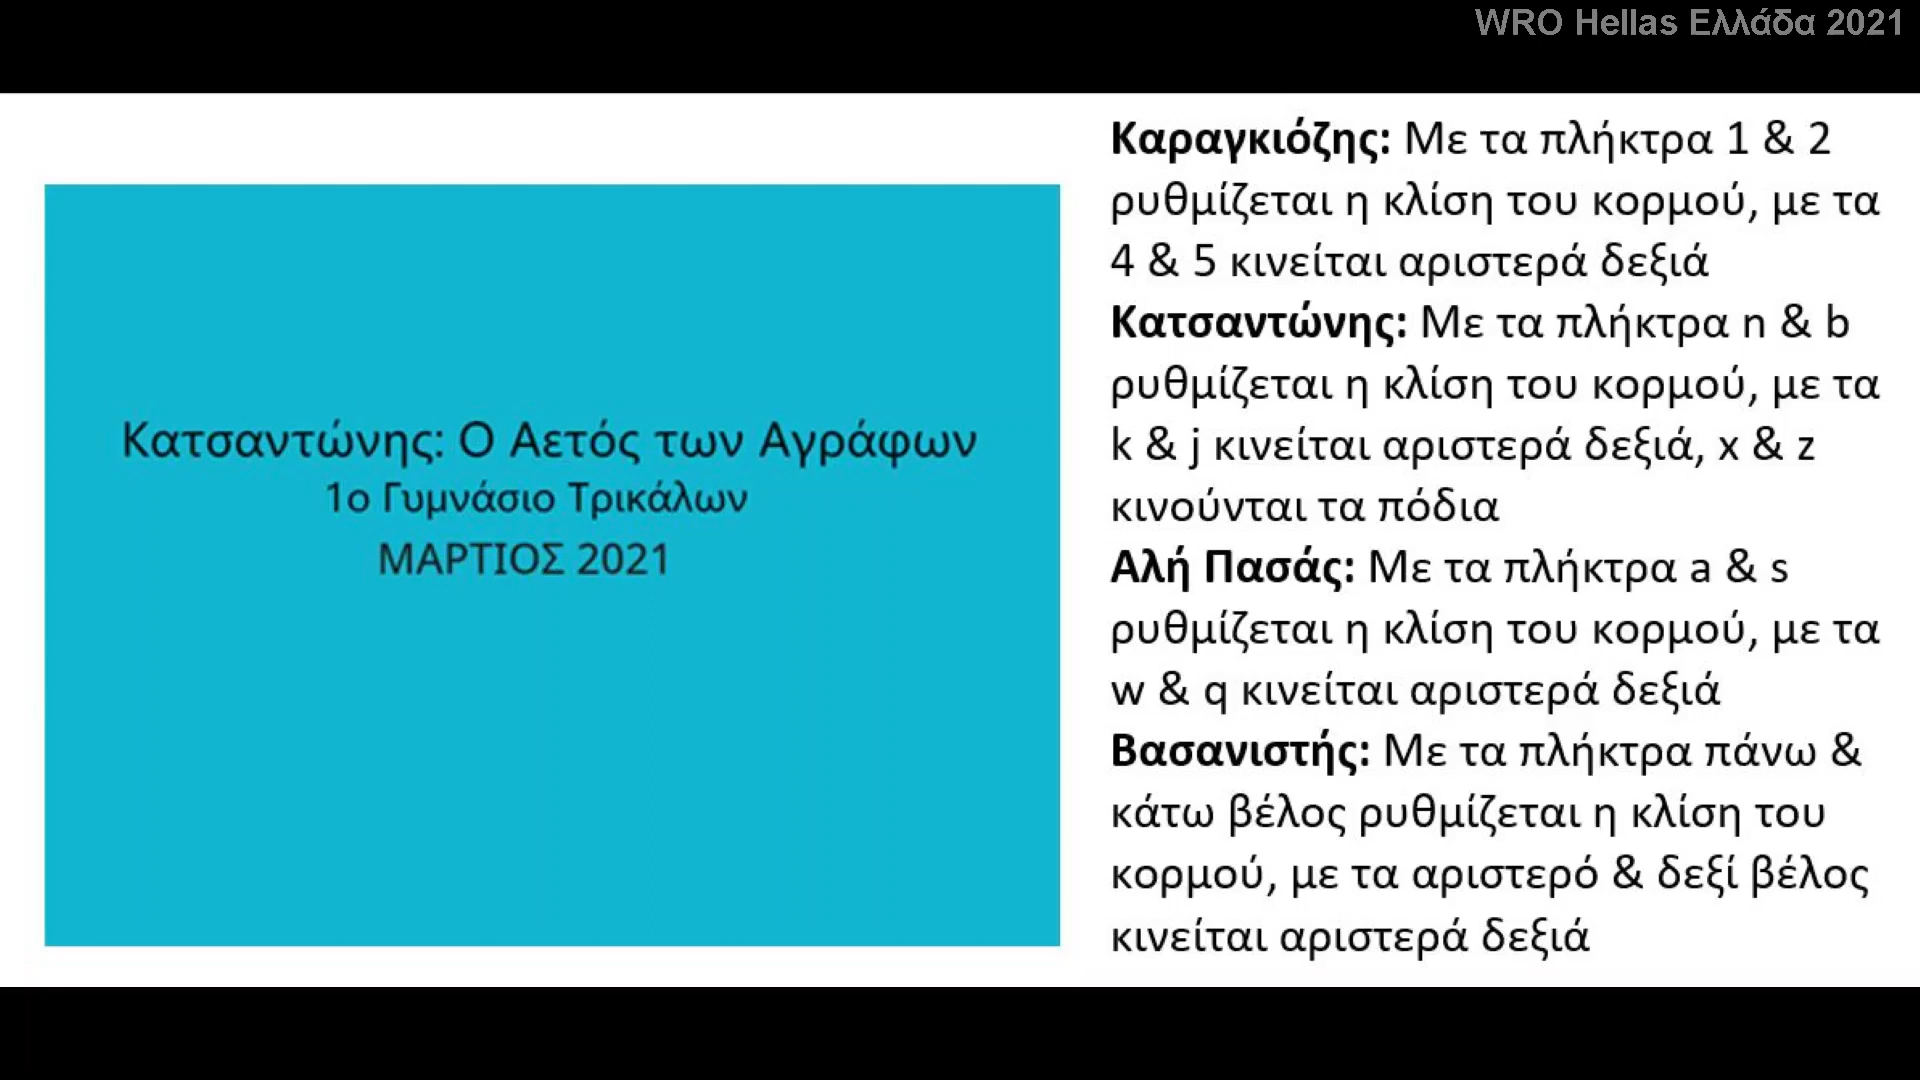 WRO Hellas Ελλάδα 2021
Κατσαντώνης: Ο Αετός των Αγράφων
1ο Γυμνάσιο Τρικάλων
ΜΑΡΤΙΟΣ 2021
Καραγκιόζης: Με τα πλήκτρα 1 & 2
ρυθμίζεται η κλίση του κορμού, με τα
4 & 5 κινείται αριστερά δεξιά
Κατσαντώνης: Με τα πλήκτρα n & b
ρυθμίζεται η κλίση του κορμού, με τα
k & j κινείται αριστερά δεξιά, x & z
κινούνται τα πόδια
Αλή Πασάς: Με τα πλήκτρα a & s
ρυθμίζεται η κλίση του κορμού, με τα
w & q κινείται αριστερά δεξιά
Βασανιστής: Με τα πλήκτρα πάνω &
κάτω βέλος ρυθμίζεται η κλίση του
κορμού, με τα αριστερό & δεξί βέλος
κινείται αριστερά δεξιά